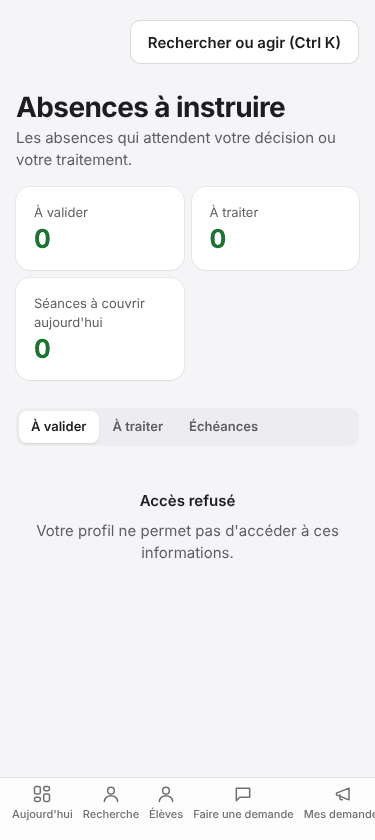 Rechercher ou agir (Ctrl K)
Absences à instruire
Les absences qui attendent votre décision ou
votre traitement.
À valider
0
À traiter
0
Séances à couvrir
aujourd'hui
0
À valider
À traiter
Échéances
Accès refusé
Votre profil ne permet pas d'accéder à ces
informations.
Aujourd'hui
Recherche
Élèves
Faire une demande
Mes demande